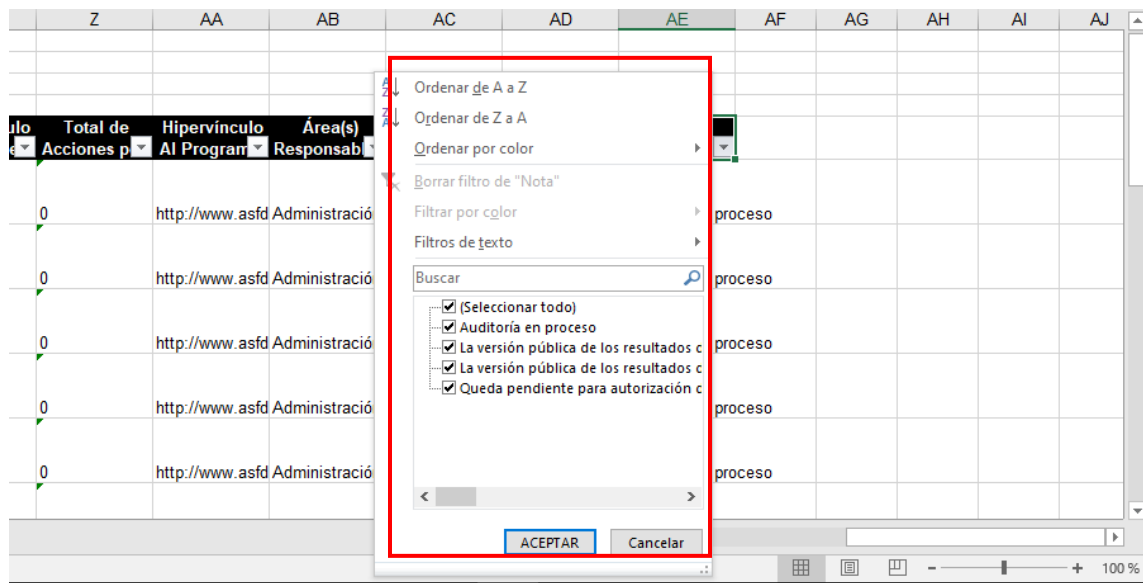 Z AA AB AC AD AE AF AG AH AI AJ
Ordenar de A a Z
Ordenar de Z a A
Ordenar por color
Borrar filtro de "Nota"
Filtrar por color
Filtros de texto
Buscar
(Seleccionar todo)
Auditoría en proceso
La versión pública de los resultados
La versión pública de los resultados
Queda pendiente para autorización
ACEPTAR Cancelar
Total de Hipervínculo Área(s)
Acciones p Al Program Responsabl
0 http://www.asfd Administració proceso
0 http://www.asfd Administració proceso
0 http://www.asfd Administració proceso
0 http://www.asfd Administració proceso
0 http://www.asfd Administració proceso
100 %